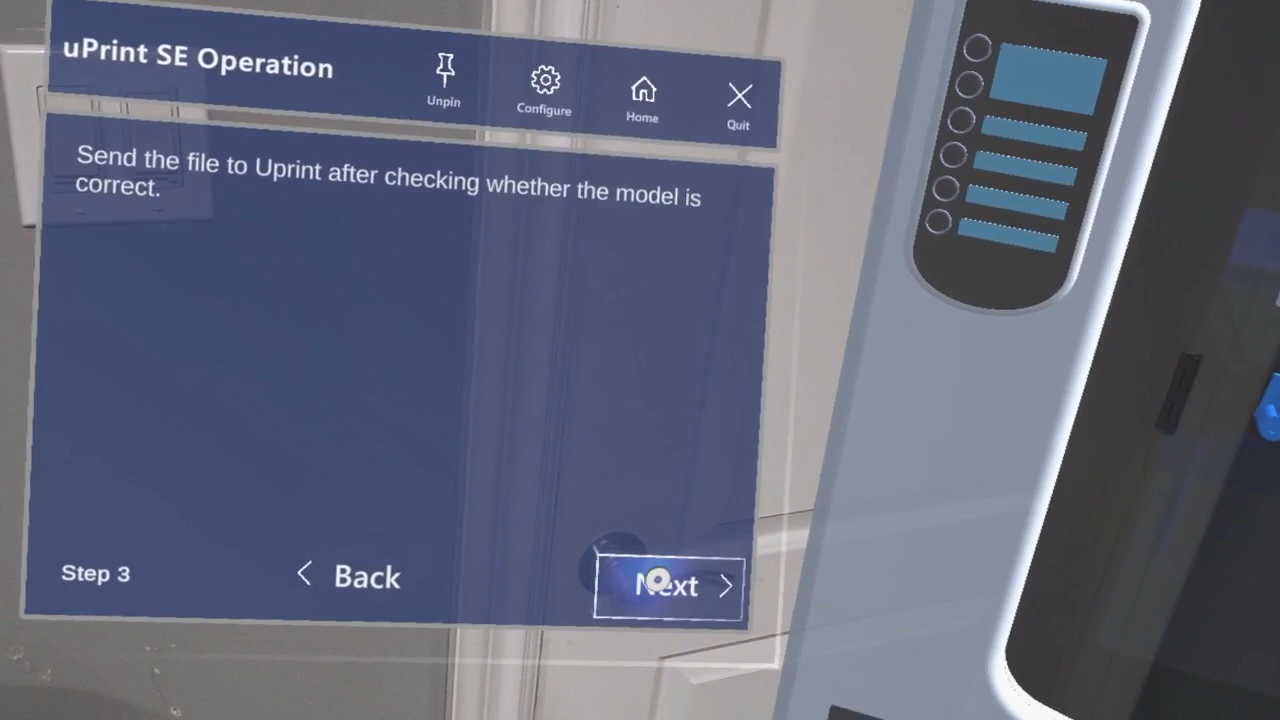 uPrint SE Operation
Unpin
Configure
Home
Quit
Send the file to Uprint after checking whether the model is
correct.
Step 3
Back
Next